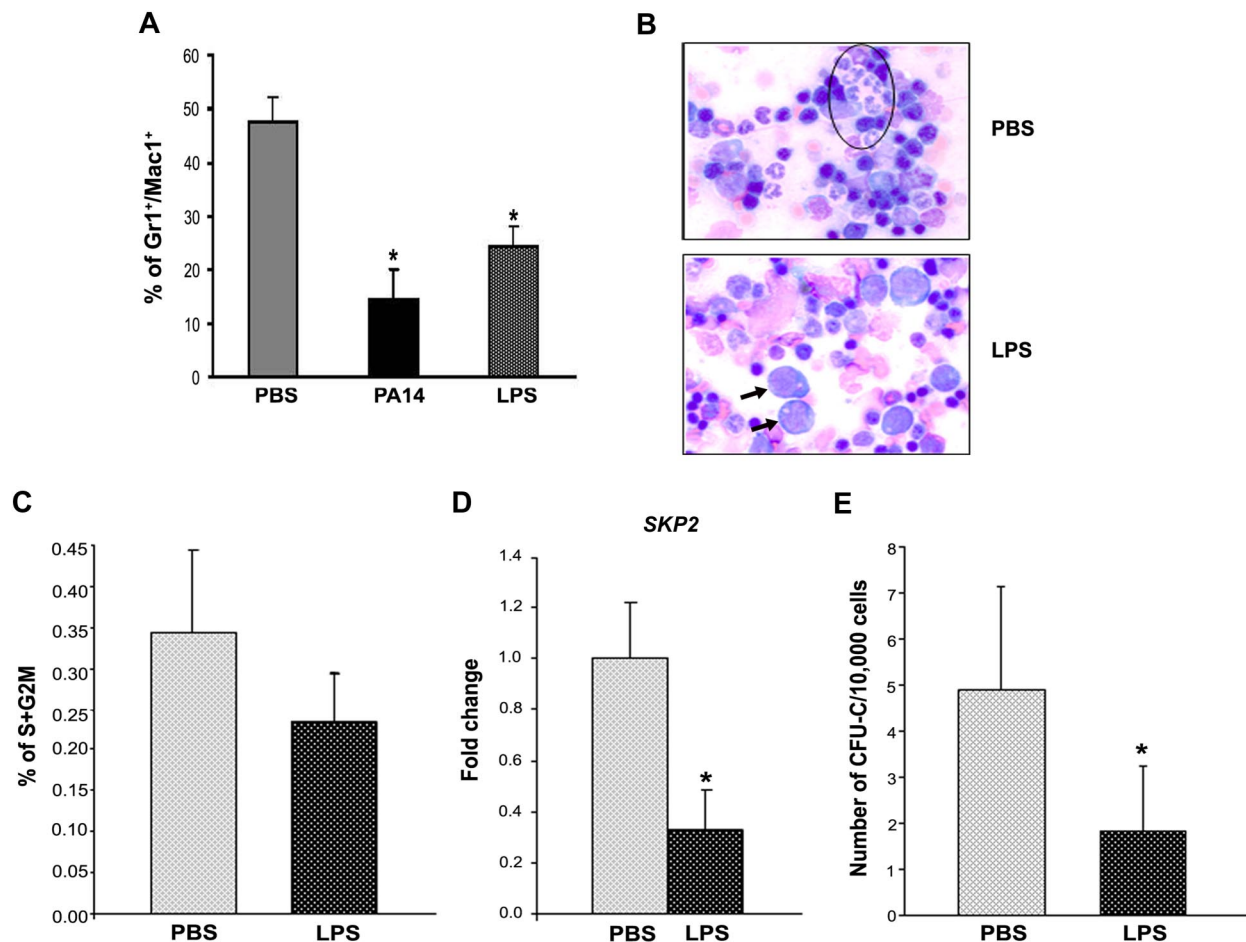 A
% of Gr1⁺/Mac1⁺
60
50
40
30
20
10
0
*
*
PBS
PA14
LPS
B
PBS
LPS
C
% of S+G2M
0.45
0.40
0.35
0.30
0.25
0.20
0.15
0.10
0.05
0.00
PBS
LPS
D
SKP2
Fold change
1.4
1.2
1.0
0.8
0.6
0.4
0.2
0.0
*
PBS
LPS
E
Number of CFU-C/10,000 cells
8
7
6
5
4
3
2
1
0
*
PBS
LPS